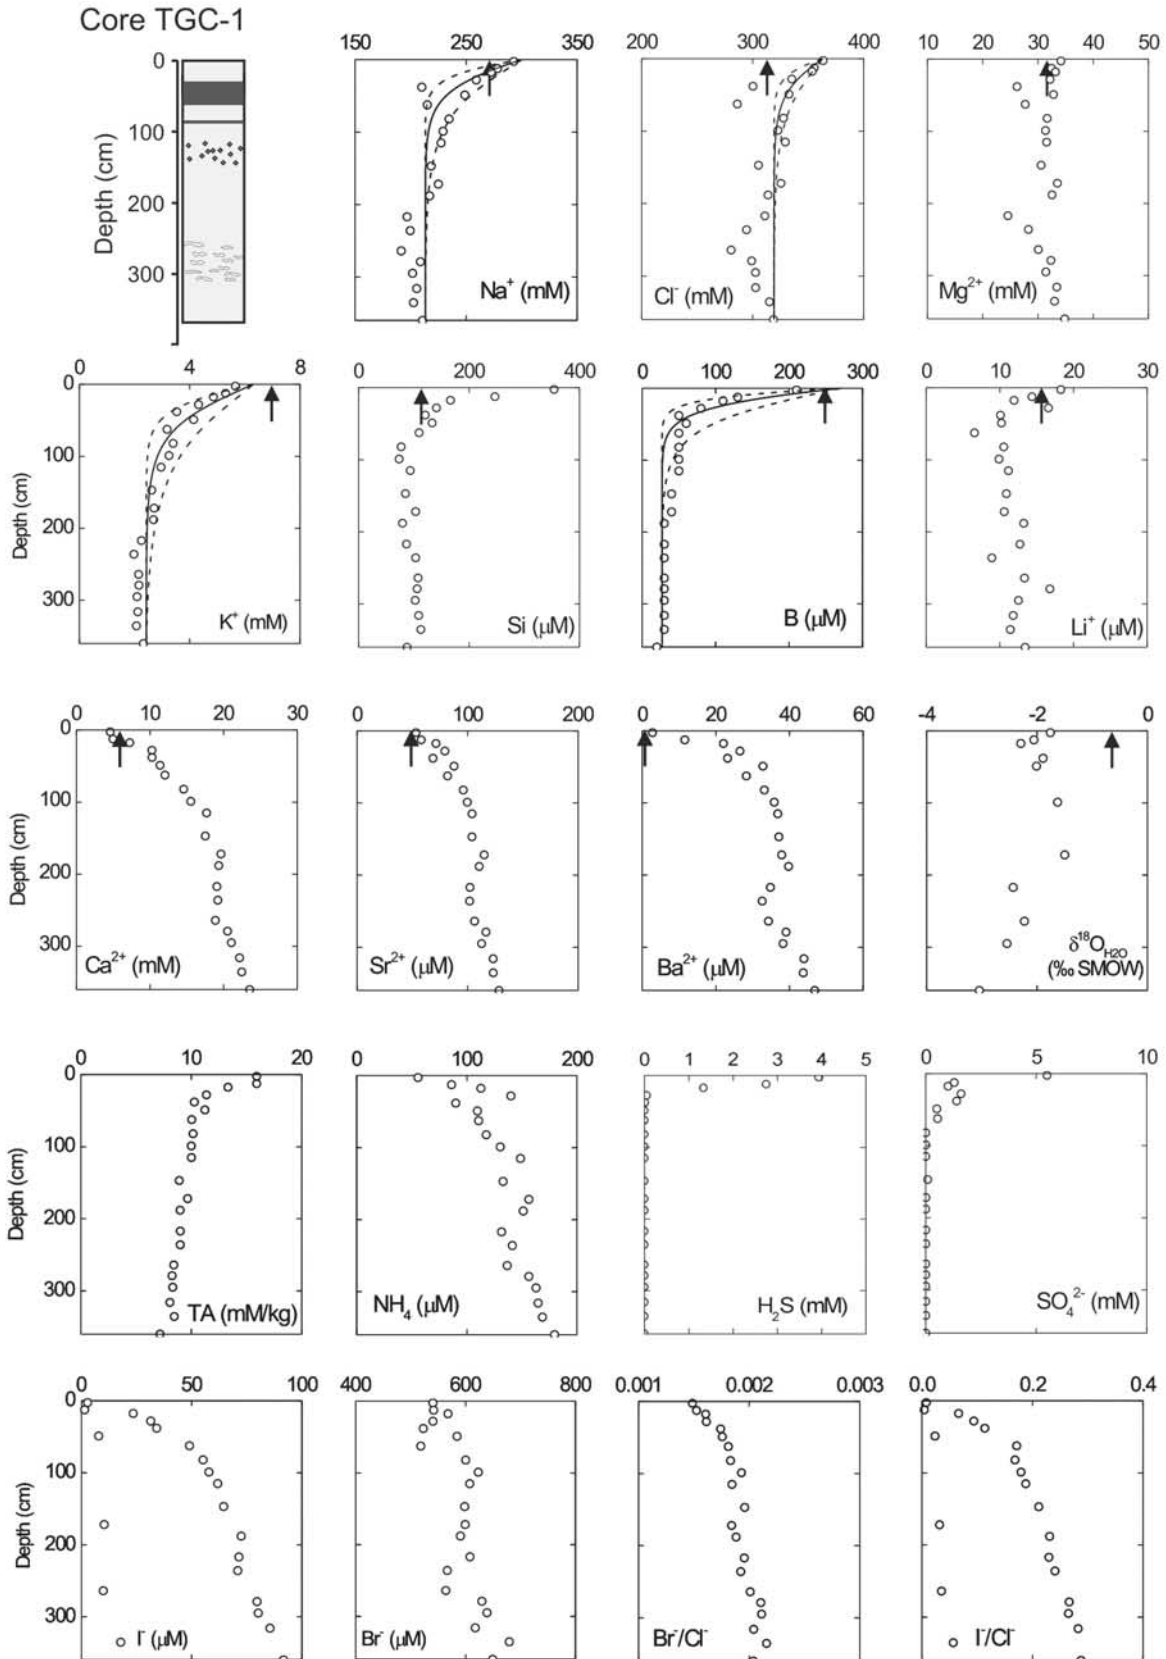 Core TGC-1
150 250 350
200 300 400
10 20 30 40 50
0
100
200
300
Depth (cm)
Na⁺ (mM)
Cl⁻ (mM)
Mg²⁺ (mM)
0 4 8
0 200 400
0 100 200 300
0 10 20 30
0
100
200
300
Depth (cm)
K⁺ (mM)
Si (μM)
B (μM)
Li⁺ (μM)
0 10 20 30
0 100 200
0 20 40 60
-4 -2 0
0
100
200
300
Depth (cm)
Ca²⁺ (mM)
Sr²⁺ (μM)
Ba²⁺ (μM)
δ¹⁸O_H2O
(‰ SMOW)
0 10 20
0 100 200
0 1 2 3 4 5
0 5 10
0
100
200
300
Depth (cm)
TA (mM/kg)
NH₄ (μM)
H₂S (mM)
SO₄²⁻ (mM)
0 50 100
400 600 800
0.001 0.002 0.003
0.0 0.2 0.4
0
100
200
300
Depth (cm)
I⁻ (μM)
Br⁻ (μM)
Br⁻/Cl⁻
I⁻/Cl⁻